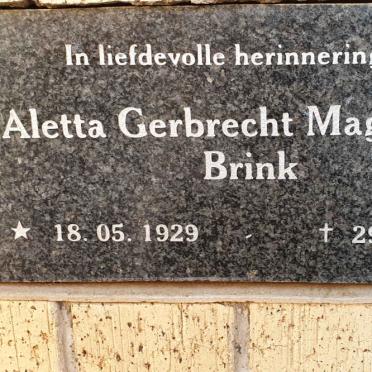 In liefdevolle herinnering
Aletta Gerbrecht Mag
Brink
★ 18. 05. 1929 - † 29